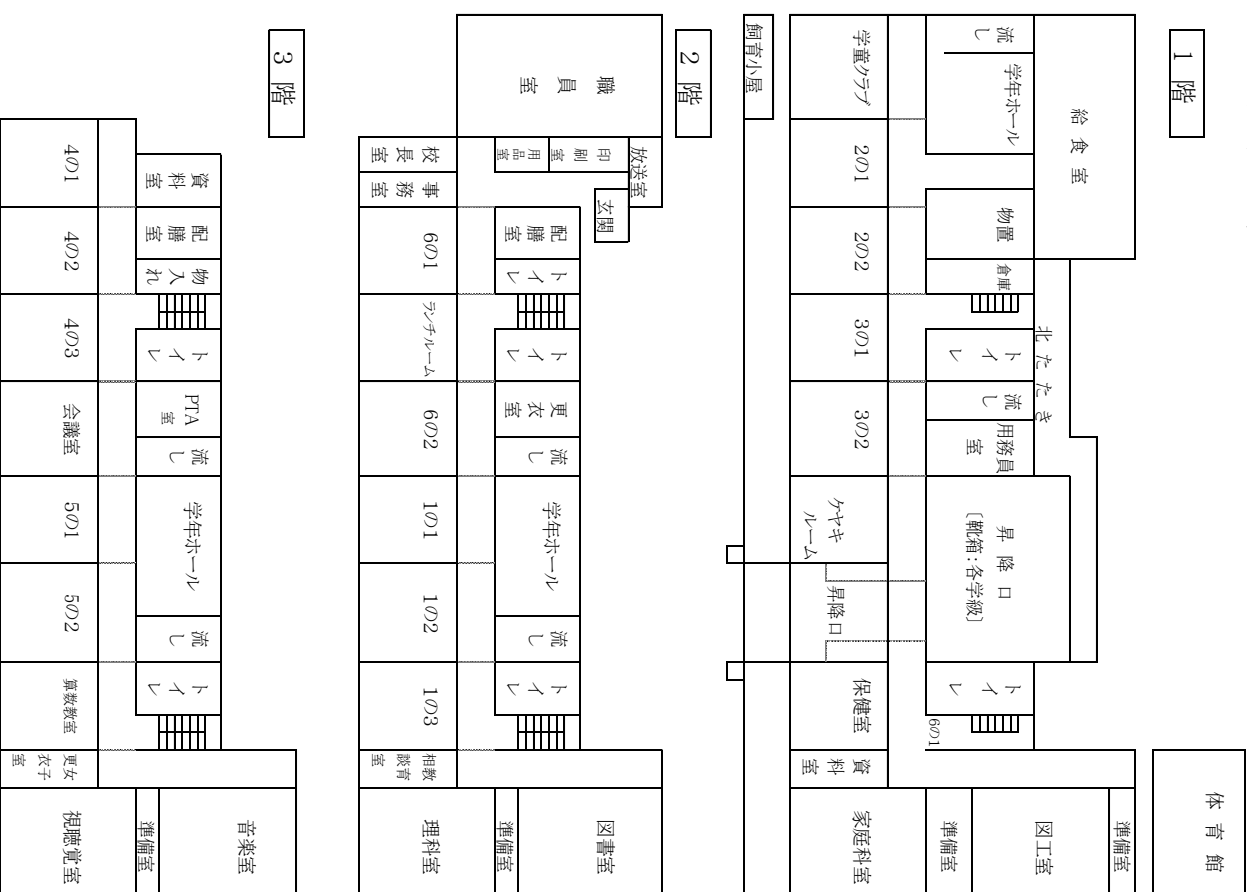 1 階
給食室
流し
学年ホール
物置
倉庫
北たたき
トイレ
流し
用務員室
昇降口
〔靴箱：各学級〕
トイレ
6の1
体育館
準備室
図工室
準備室
家庭科室
学童クラブ
2の1
2の2
3の1
3の2
ケヤキ
ルーム
昇降口
保健室
資料室
飼育小屋
2 階
職員室
放送室
印刷室
用品室
校長室
事務室
玄関
配膳室
トイレ
トイレ
更衣室
流し
学年ホール
流し
トイレ
6の1
ランチルーム
6の2
1の1
1の2
1の3
教育
相談
室
図書室
準備室
理科室
3 階
資料室
配膳室
物入れ
トイレ
PTA
室
流し
学年ホール
流し
トイレ
4の1
4の2
4の3
会議室
5の1
5の2
算数教室
女子
更衣
室
音楽室
準備室
視聴覚室